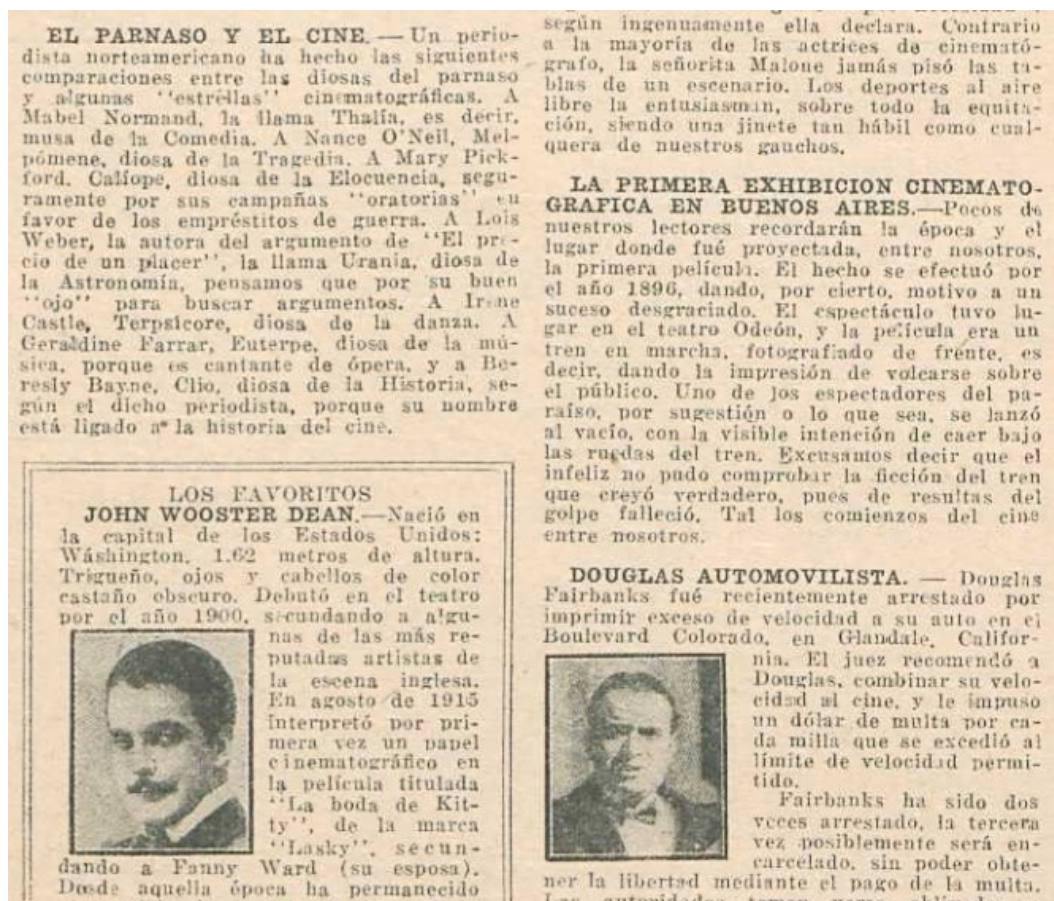 EL PARNASO Y EL CINE. — Un perio-
dista norteamericano ha hecho las siguientes
comparaciones entre las diosas del parnaso
y algunas "estrellas" cinematográficas. A
Mabel Normand, la llama Thalía, es decir,
musa de la Comedia. A Nance O'Neil, Mel-
pómene, diosa de la Tragedia. A Mary Pick-
ford, Calíope, diosa de la Elocuencia, segu-
ramente por sus campañas "oratorias" en
favor de los empréstitos de guerra. A Lois
Weber, la autora del argumento de "El pre-
cio de un placer", la llama Urania, diosa de
la Astronomía, pensamos que por su buen
"ojo" para buscar argumentos. A Irene
Castle, Terpsícore, diosa de la danza. A
Geraldine Farrar, Euterpe, diosa de la mú-
sica, porque es cantante de ópera, y a Be-
resly Bayne, Clio, diosa de la Historia, se-
gún el dicho periodista, porque su nombre
está ligado a la historia del cine.
LOS FAVORITOS
JOHN WOOSTER DEAN.—Nació en
la capital de los Estados Unidos:
Wáshington. 1.62 metros de altura.
Trigueño, ojos y cabellos de color
castaño obscuro. Debutó en el teatro
por el año 1900, secundando a algu-
nas de las más re-
putadas artistas de
la escena inglesa.
En agosto de 1915
interpretó por pri-
mera vez un papel
cinematográfico en
la película titulada
"La boda de Kit-
ty", de la marca
"Lasky", secun-
dando a Fanny Ward (su esposa).
Desde aquella época ha permanecido
según ingenuamente ella declara. Contrario
a la mayoría de las actrices de cinemató-
grafo, la señorita Malone jamás pisó las ta-
blas de un escenario. Los deportes al aire
libre la entusiasman, sobre todo la equita-
ción, siendo una jinete tan hábil como cual-
quera de nuestros gauchos.
LA PRIMERA EXHIBICION CINEMATO-
GRAFICA EN BUENOS AIRES.—Pocos de
nuestros lectores recordarán la época y el
lugar donde fué proyectada, entre nosotros,
la primera película. El hecho se efectuó por
el año 1896, dando, por cierto, motivo a un
suceso desgraciado. El espectáculo tuvo lu-
gar en el teatro Odeón, y la película era un
tren en marcha, fotografiado de frente, es
decir, dando la impresión de volcarse sobre
el público. Uno de los espectadores del pa-
raíso, por sugestión o lo que sea, se lanzó
al vacío, con la visible intención de caer bajo
las ruedas del tren. Excusamos decir que el
infeliz no pudo comprobar la ficción del tren
que creyó verdadero, pues de resultas del
golpe falleció. Tal los comienzos del cine
entre nosotros.
DOUGLAS AUTOMOVILISTA. — Douglas
Fairbanks fué recientemente arrestado por
imprimir exceso de velocidad a su auto en el
Boulevard Colorado, en Glandale, Califor-
nia. El juez recomendó a
Douglas, combinar su velo-
cidad al cine, y le impuso
un dólar de multa por ca-
da milla que se excedió al
límite de velocidad permi-
tido.
Fairbanks ha sido dos
veces arrestado, la tercera
vez posiblemente será en-
carcelado, sin poder obte-
ner la libertad mediante el pago de la multa.